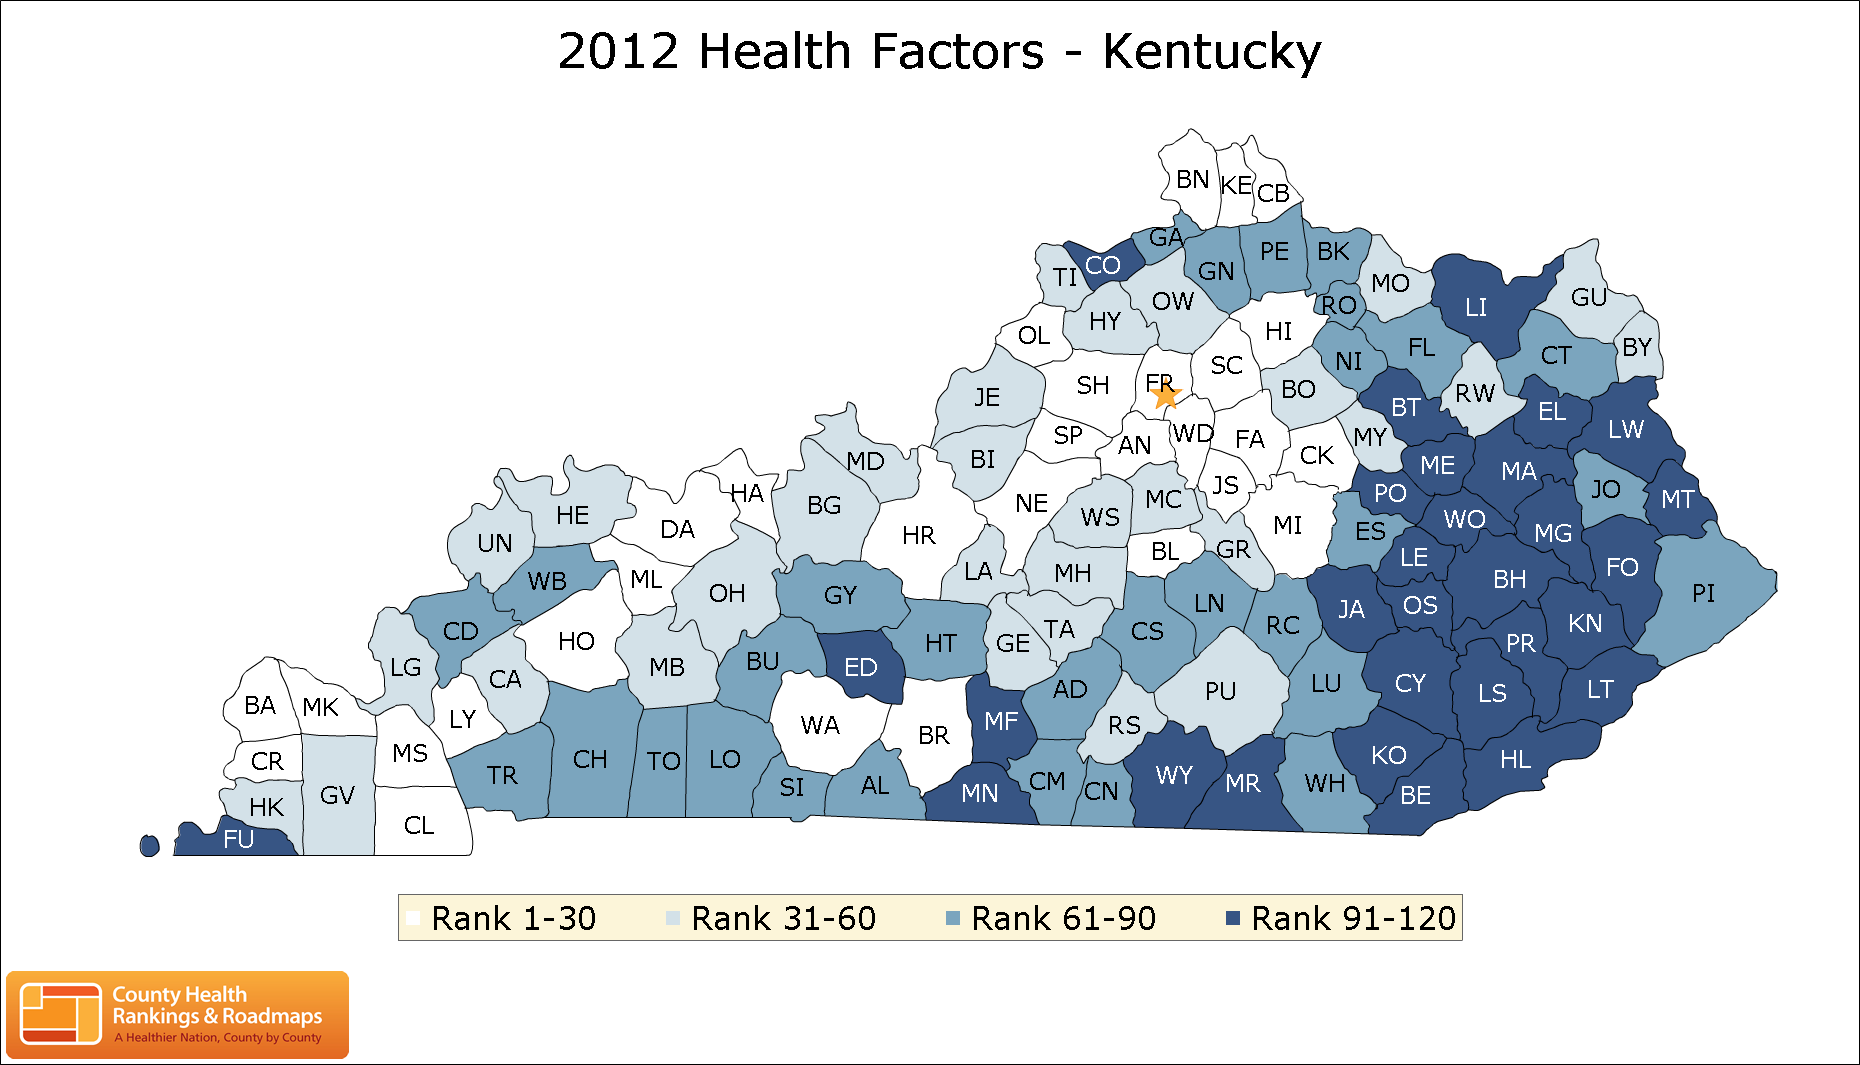 2012 Health Factors - Kentucky
BN KE CB
GA PE BK
TI CO GN MO
OW LI GU
HY RO
OL HI
SC NI FL CT BY
SH FR
JE BO RW
BT EL
SP AN WD FA MY LW
MD BI CK
ME MA
HA NE MC JS PO JO MT
BG
HE WS WO
DA HR MI ES MG
UN BL GR LE
WB ML LA MH BH FO
OH GY LN OS PI
JA
CD TA CS RC KN
HO HT GE PR
LG MB BU ED
CA AD PU LU CY LS LT
BA MK LY WA MF RS
BR
CR MS CH TO LO KO HL
TR SI AL CM CN WY MR WH
GV MN BE
HK
CL
FU
Rank 1-30 Rank 31-60 Rank 61-90 Rank 91-120
County Health
Rankings & Roadmaps
A Healthier Nation, County by County